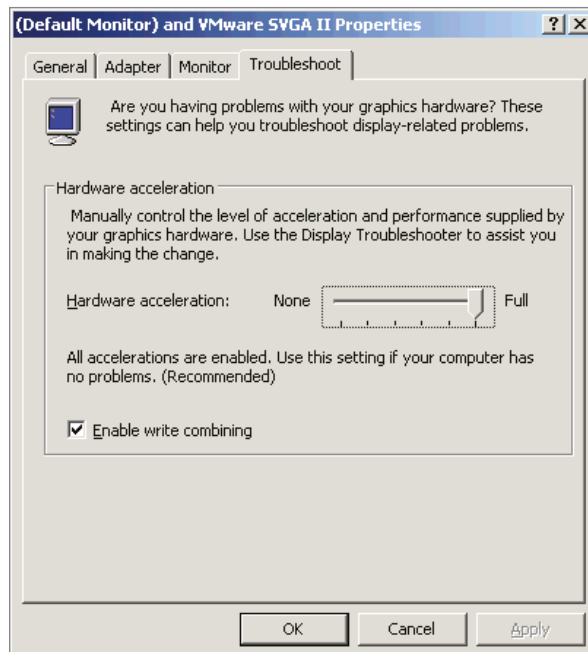 (Default Monitor) and VMware SVGA II Properties
General Adapter Monitor Troubleshoot
Are you having problems with your graphics hardware? These
settings can help you troubleshoot display-related problems.
Hardware acceleration
Manually control the level of acceleration and performance supplied by
your graphics hardware. Use the Display Troubleshooter to assist you
in making the change.
Hardware acceleration: None Full
All accelerations are enabled. Use this setting if your computer has
no problems. (Recommended)
Enable write combining
OK Cancel Apply